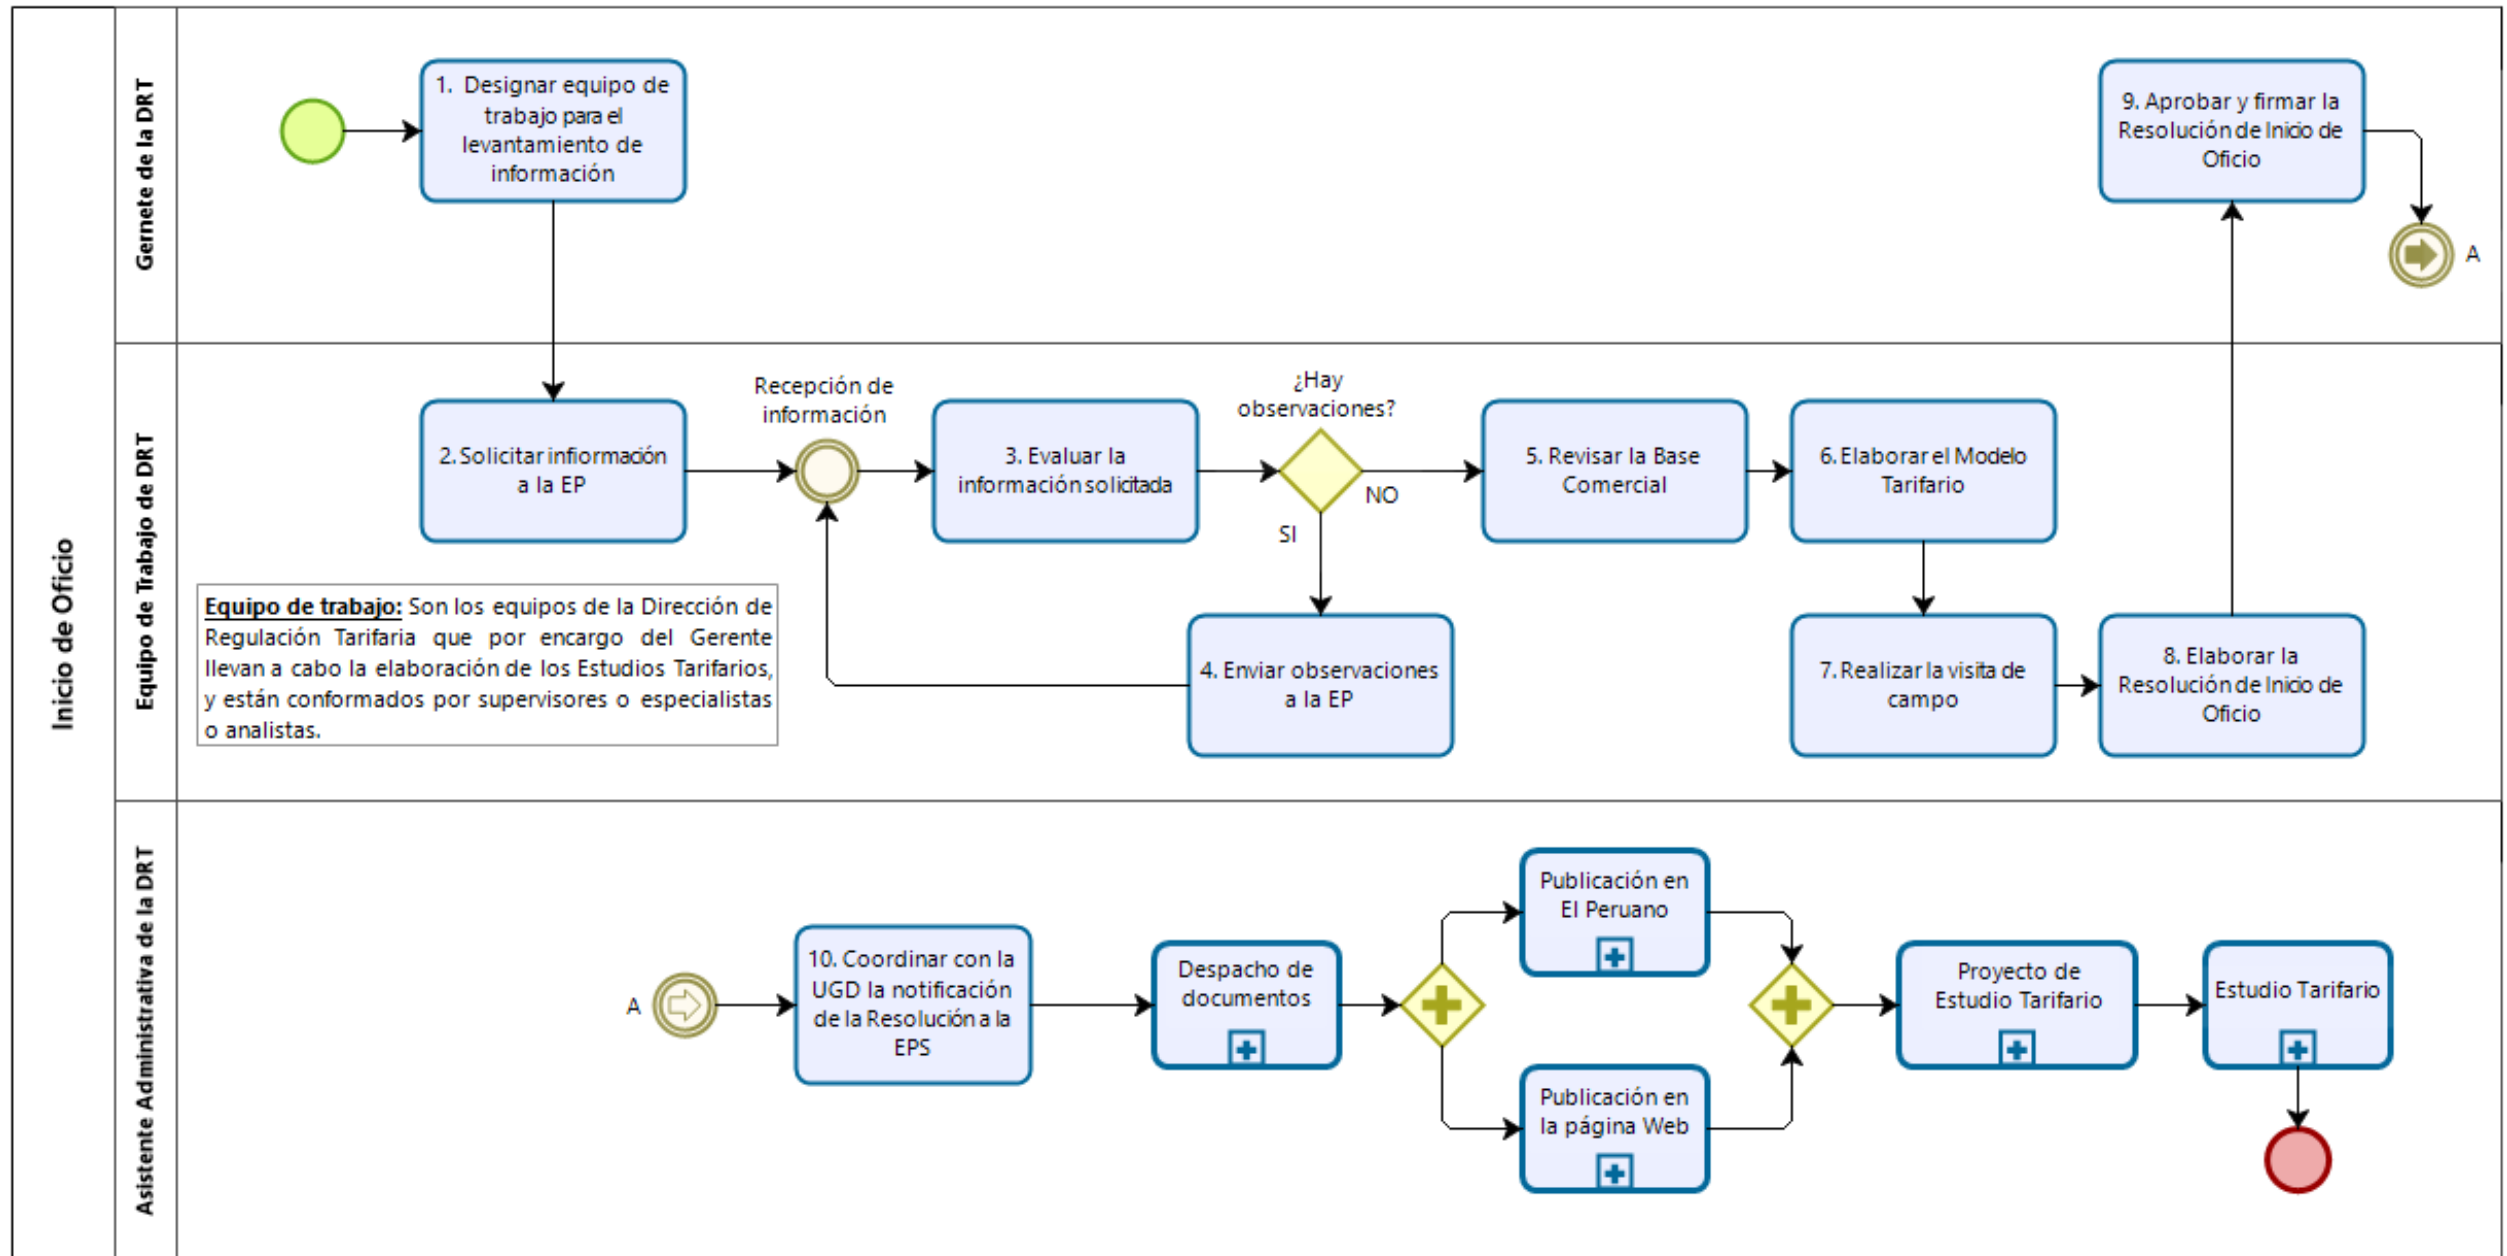 Inicio de Oficio
Gernete de la DRT
1. Designar equipo de
trabajo para el
levantamiento de
información
9. Aprobar y firmar la
Resolución de Inicio de
Oficio
A
Equipo de Trabajo de DRT
2. Solicitar infiormación
a la EP
Recepción de
información
3. Evaluar la
información solicitada
¿Hay
observaciones?
NO
SI
4. Enviar observaciones
a la EP
5. Revisar la Base
Comercial
6. Elaborar el Modelo
Tarifario
7. Realizar la visita de
campo
8. Elaborar la
Resolución de Inicio de
Oficio
Equipo de trabajo: Son los equipos de la Dirección de
Regulación Tarifaria que por encargo del Gerente
llevan a cabo la elaboración de los Estudios Tarifarios,
y están conformados por supervisores o especialistas
o analistas.
Asistente Administrativa de la DRT
A
10. Coordinar con la
UGD la notificación
de la Resolución a la
EPS
Despacho de
documentos
Publicación en
El Peruano
Publicación en
la página Web
Proyecto de
Estudio Tarifario
Estudio Tarifario